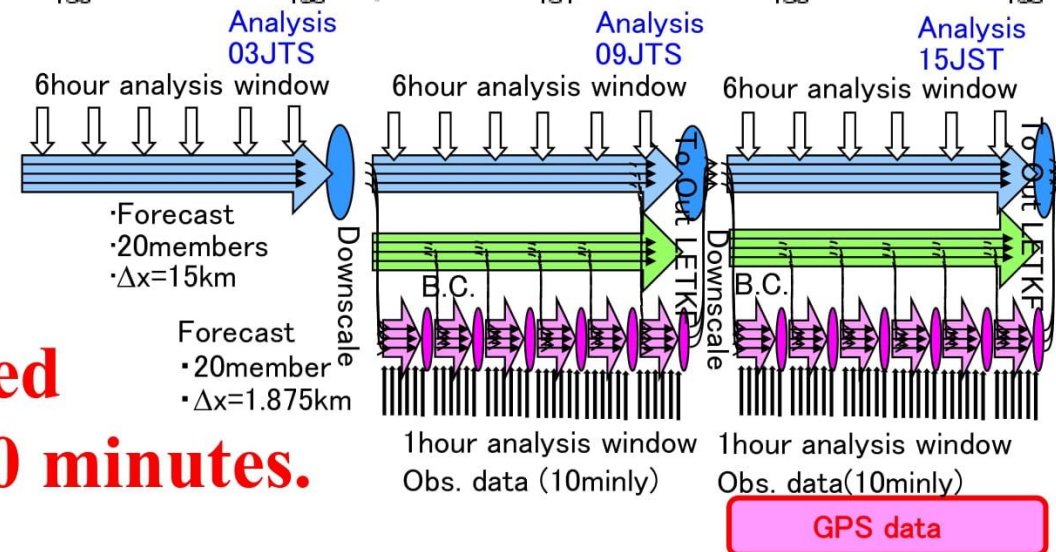 Analysis
03JTS
Analysis
09JTS
Analysis
15JST
6hour analysis window
6hour analysis window
6hour analysis window
To Out LETKF
To Out LETKF
・Forecast
・20members
・Δx=15km
Downscale
Downscale
B.C.
B.C.
Forecast
・20member
・Δx=1.875km
ed
0 minutes.
1hour analysis window
Obs. data (10minly)
1hour analysis window
Obs. data(10minly)
GPS data